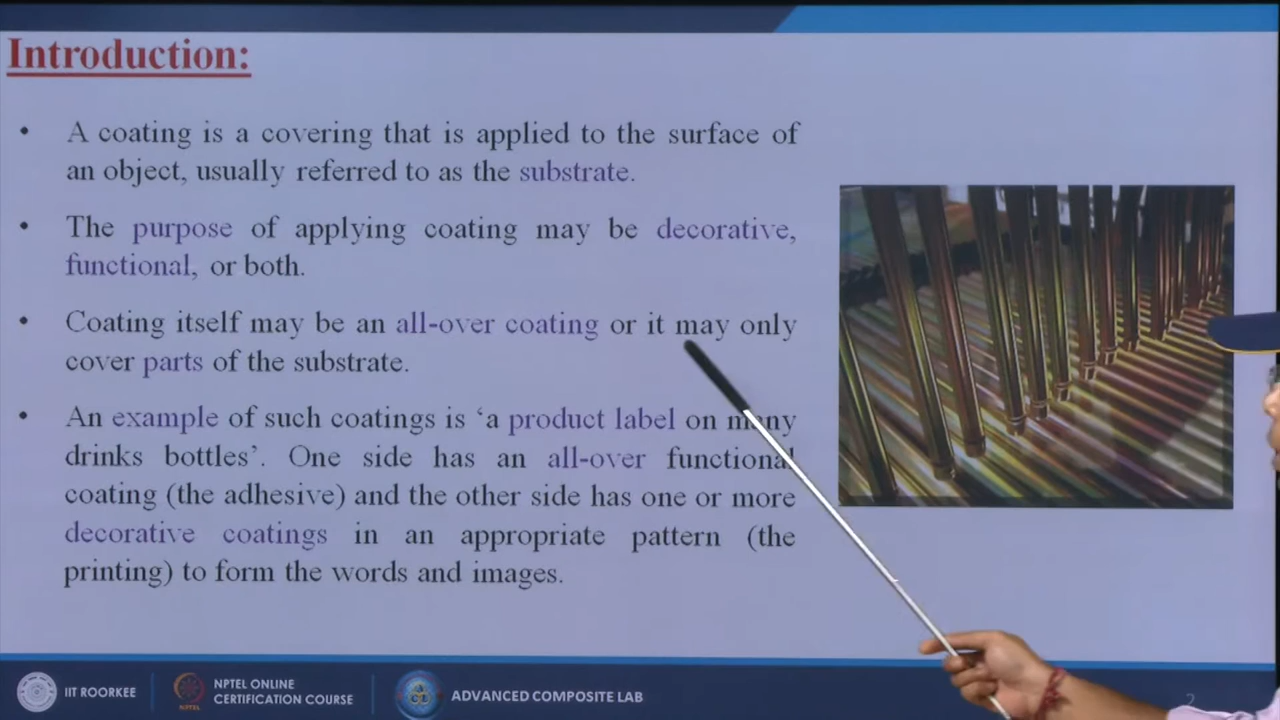 Introduction:
• A coating is a covering that is applied to the surface of
an object, usually referred to as the substrate.
• The purpose of applying coating may be decorative,
functional, or both.
• Coating itself may be an all-over coating or it may only
cover parts of the substrate.
• An example of such coatings is ‘a product label on many
drinks bottles’. One side has an all-over functional
coating (the adhesive) and the other side has one or more
decorative coatings in an appropriate pattern (the
printing) to form the words and images.
IIT ROORKEE
NPTEL ONLINE
CERTIFICATION COURSE
ADVANCED COMPOSITE LAB
2